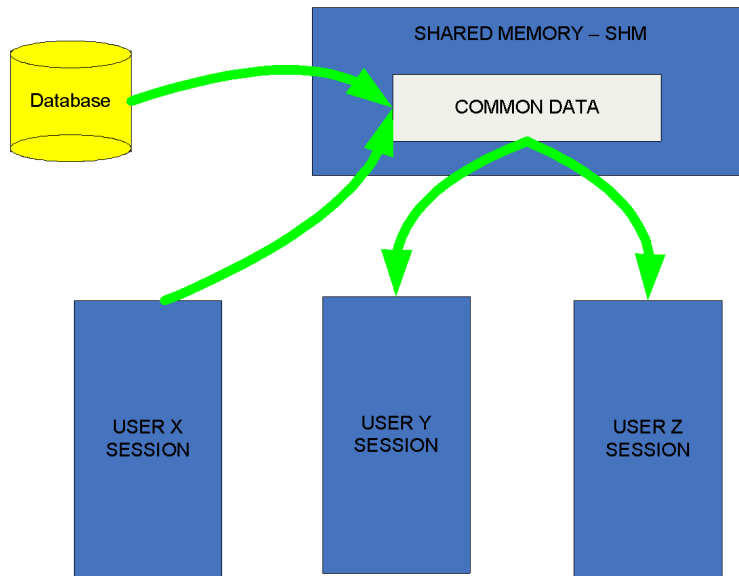 SHARED MEMORY – SHM
Database
COMMON DATA
USER X
SESSION
USER Y
SESSION
USER Z
SESSION